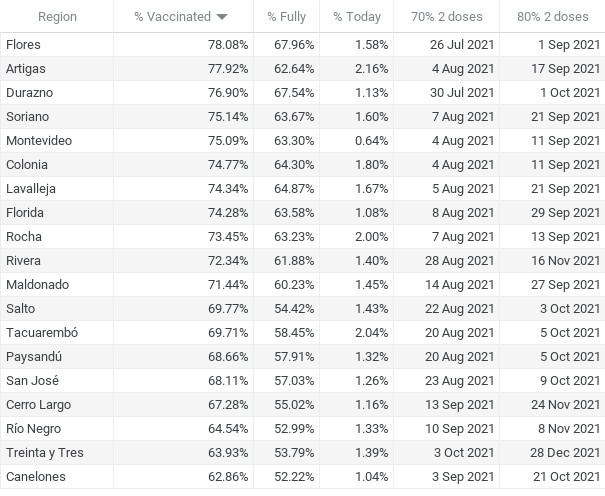 Region % Vaccinated % Fully % Today 70% 2 doses 80% 2 doses
Flores 78.08% 67.96% 1.58% 26 Jul 2021 1 Sep 2021
Artigas 77.92% 62.64% 2.16% 4 Aug 2021 17 Sep 2021
Durazno 76.90% 67.54% 1.13% 30 Jul 2021 1 Oct 2021
Soriano 75.14% 63.67% 1.60% 7 Aug 2021 21 Sep 2021
Montevideo 75.09% 63.30% 0.64% 4 Aug 2021 11 Sep 2021
Colonia 74.77% 64.30% 1.80% 4 Aug 2021 11 Sep 2021
Lavalleja 74.34% 64.87% 1.67% 5 Aug 2021 21 Sep 2021
Florida 74.28% 63.58% 1.08% 8 Aug 2021 29 Sep 2021
Rocha 73.45% 63.23% 2.00% 7 Aug 2021 13 Sep 2021
Rivera 72.34% 61.88% 1.40% 28 Aug 2021 16 Nov 2021
Maldonado 71.44% 60.23% 1.45% 14 Aug 2021 27 Sep 2021
Salto 69.77% 54.42% 1.43% 22 Aug 2021 3 Oct 2021
Tacuarembó 69.71% 58.45% 2.04% 20 Aug 2021 5 Oct 2021
Paysandú 68.66% 57.91% 1.32% 20 Aug 2021 5 Oct 2021
San José 68.11% 57.03% 1.26% 23 Aug 2021 9 Oct 2021
Cerro Largo 67.28% 55.02% 1.16% 13 Sep 2021 24 Nov 2021
Río Negro 64.54% 52.99% 1.33% 10 Sep 2021 8 Nov 2021
Treinta y Tres 63.93% 53.79% 1.39% 3 Oct 2021 28 Dec 2021
Canelones 62.86% 52.22% 1.04% 3 Sep 2021 21 Oct 2021